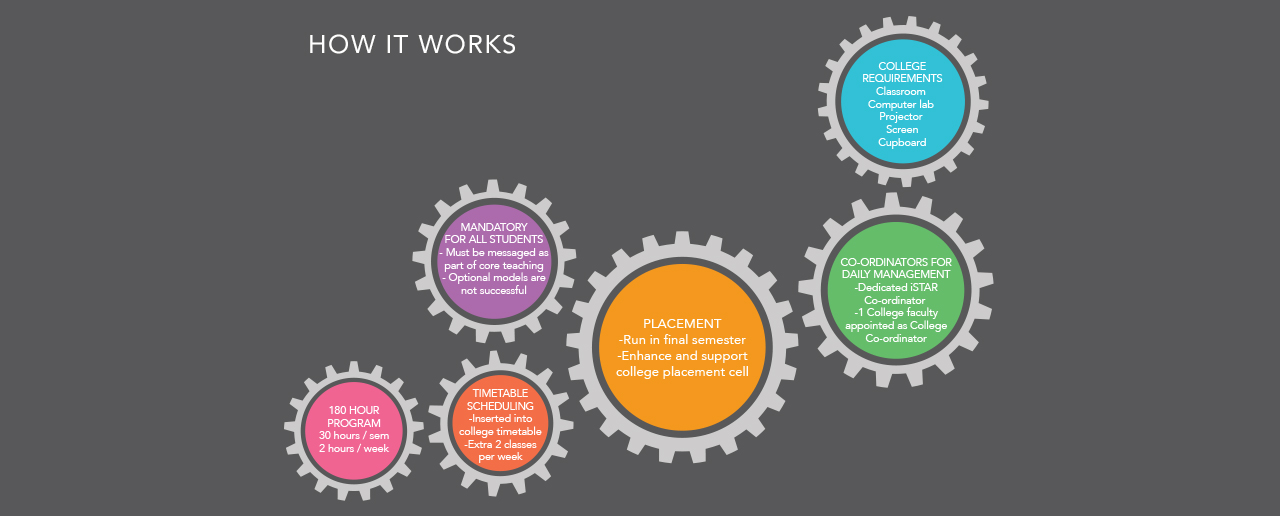 HOW IT WORKS
COLLEGE
REQUIREMENTS
Classroom
Computer lab
Projector
Screen
Cupboard
MANDATORY
FOR ALL STUDENTS
- Must be messaged as
part of core teaching
- Optional models are
not successful
CO-ORDINATORS FOR
DAILY MANAGEMENT
-Dedicated iSTAR
Co-ordinator
-1 College faculty
appointed as College
Co-ordinator
PLACEMENT
-Run in final semester
-Enhance and support
college placement cell
TIMETABLE
SCHEDULING
-Inserted into
college timetable
-Extra 2 classes
per week
180 HOUR
PROGRAM
30 hours / sem
2 hours / week